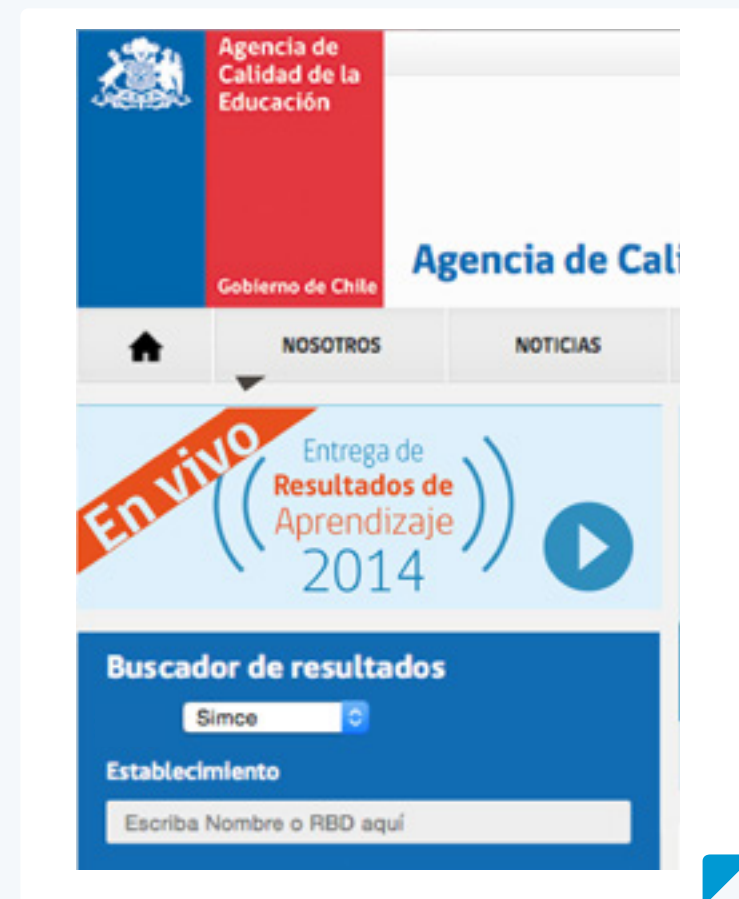 Agencia de
Calidad de la
Educación
Gobierno de Chile
Agencia de Cali
NOSOTROS
NOTICIAS
En vivo
Entrega de
Resultados de
Aprendizaje
2014
Buscador de resultados
Simce
Establecimiento
Escriba Nombre o RBD aquí